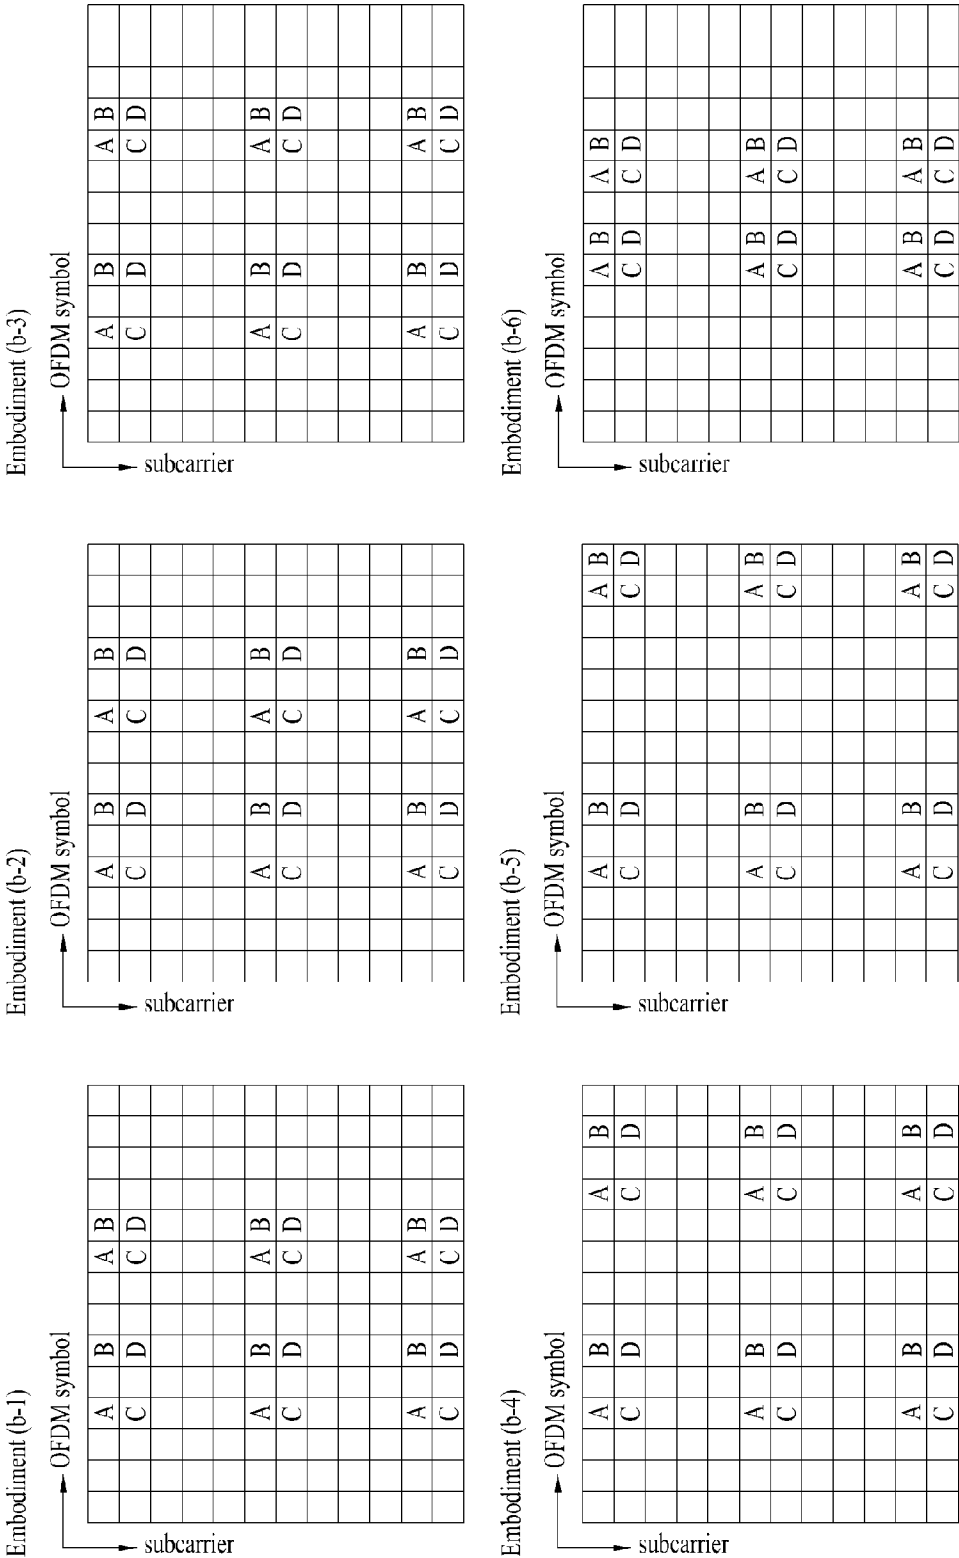 Embodiment (b-1)
OFDM symbol
subcarrier
A B A B
C D C D
A B A B
C D C D
A B A B
C D C D
Embodiment (b-2)
OFDM symbol
subcarrier
A B A B
C D C D
A B A B
C D C D
A B A B
C D C D
Embodiment (b-3)
OFDM symbol
subcarrier
A B A B
C D C D
A B A B
C D C D
A B A B
C D C D
Embodiment (b-4)
OFDM symbol
subcarrier
A B A B
C D C D
A B A B
C D C D
A B A B
C D C D
Embodiment (b-5)
OFDM symbol
subcarrier
A B A B
C D C D
A B A B
C D C D
A B A B
C D C D
Embodiment (b-6)
OFDM symbol
subcarrier
A B A B
C D C D
A B A B
C D C D
A B A B
C D C D